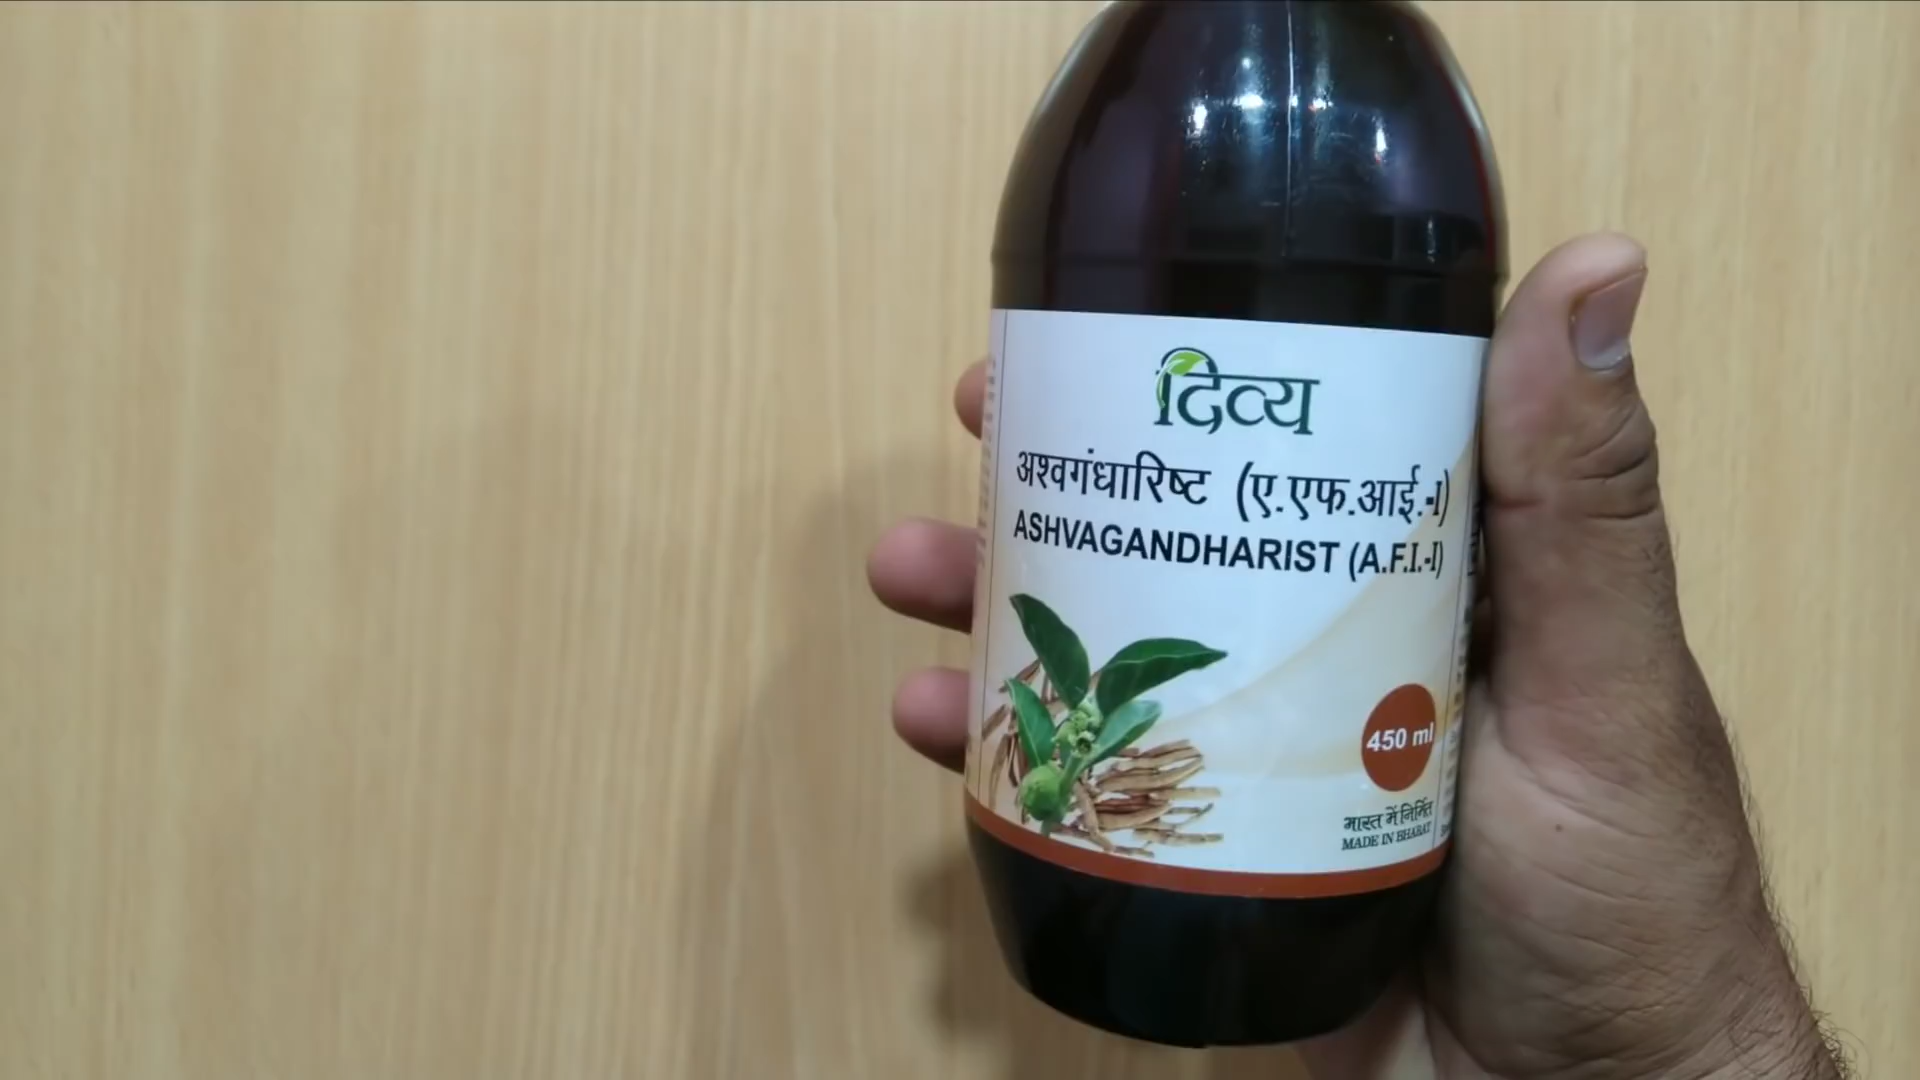 दिव्य
अश्वगंधारिष्ट (ए.एफ.आई.-I)
ASHVAGANDHARIST (A.F.I.-I)
450 ml
भारत में निर्मित
MADE IN BHARAT